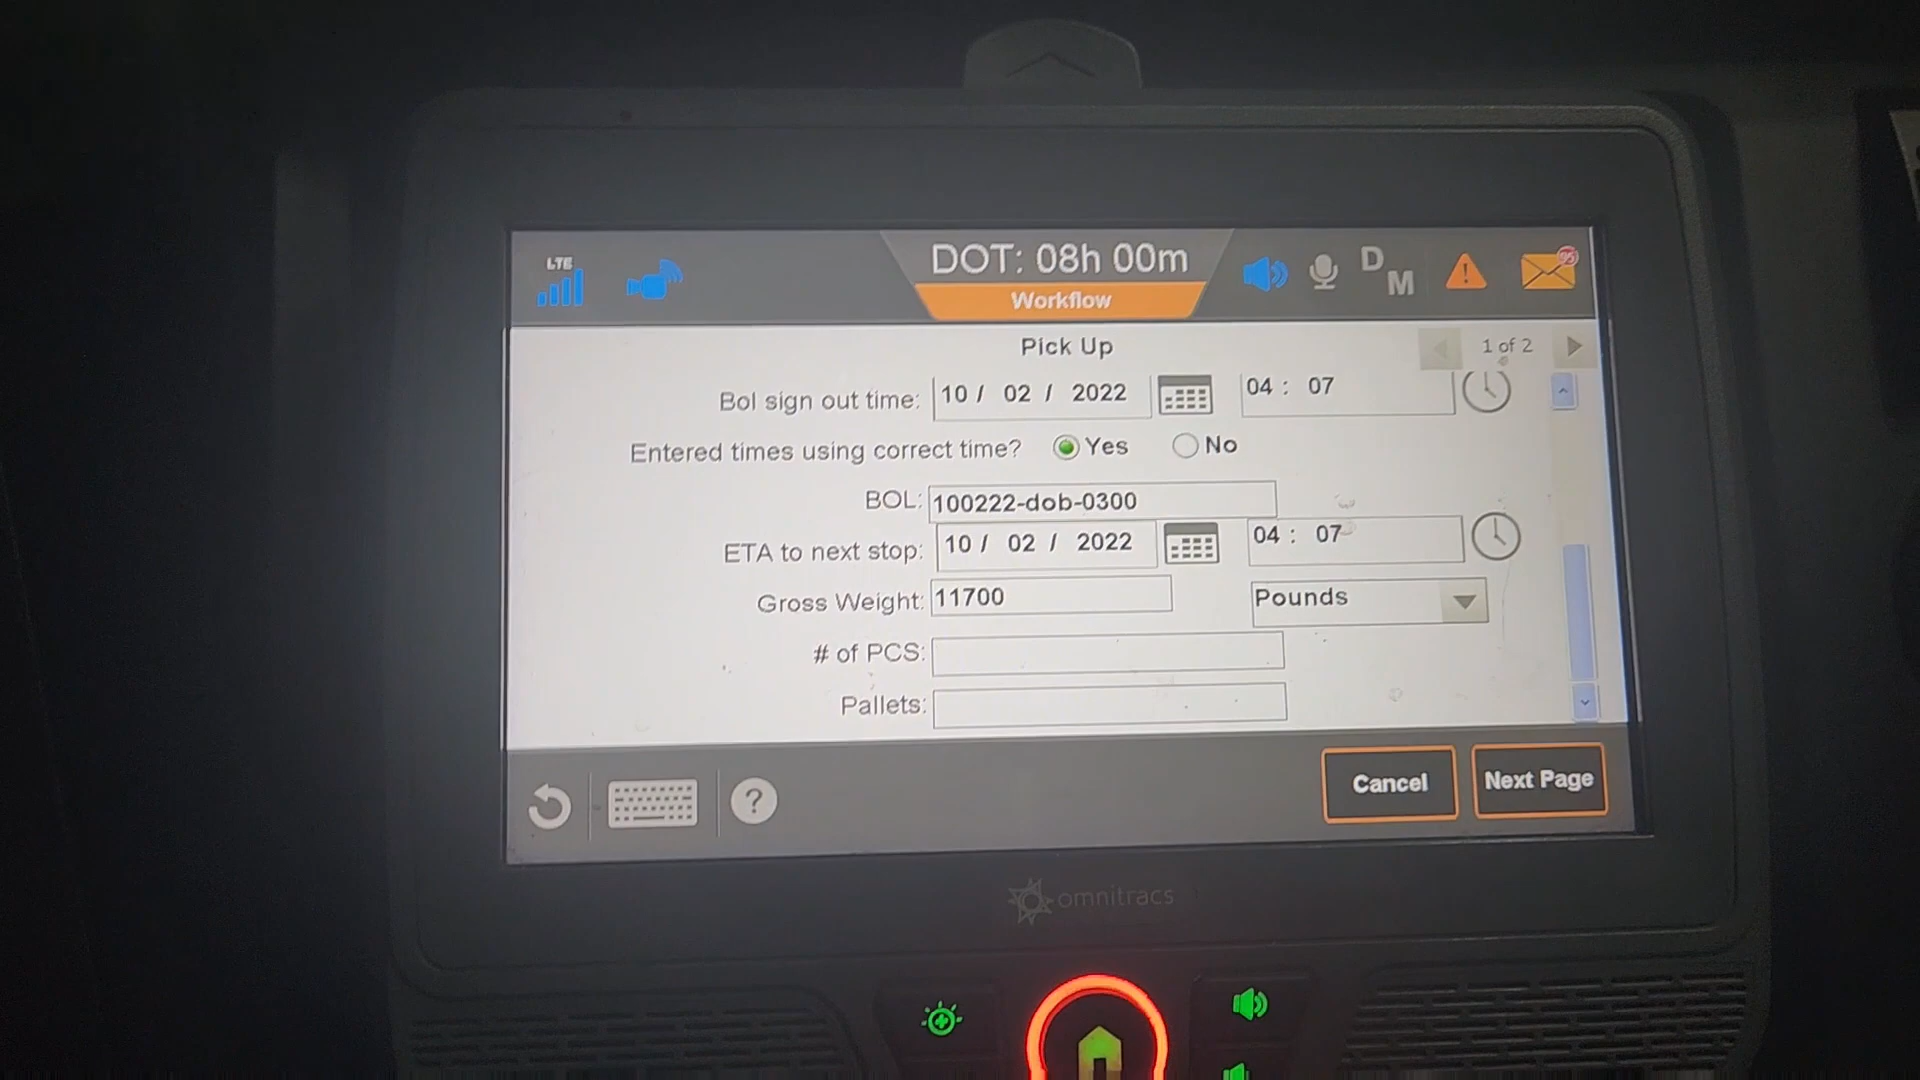 LTE
DOT: 08h 00m
D
M
95
Workflow
Pick Up
1 of 2
Bol sign out time: 10 / 02 / 2022 04 : 07
Entered times using correct time? Yes No
BOL: 100222-dob-0300
ETA to next stop: 10 / 02 / 2022 04 : 07
Gross Weight: 11700 Pounds
# of PCS:
Pallets:
?
Cancel
Next Page
omnitracs